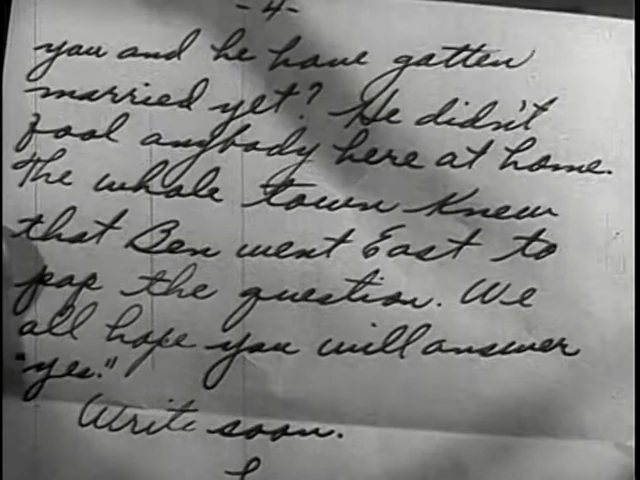 -4-
you and he have gotten
married yet? He didn't
fool anybody here at home.
The whole town knew
that Ben went East to
pop the question. We
all hope you will answer
"yes."
Write soon.